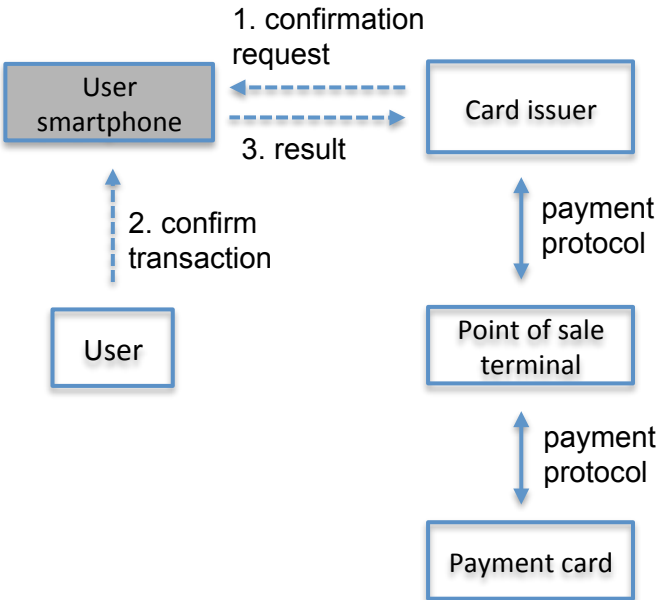 1. confirmation
request
User
smartphone
Card issuer
3. result
2. confirm
transaction
payment
protocol
User
Point of sale
terminal
payment
protocol
Payment card